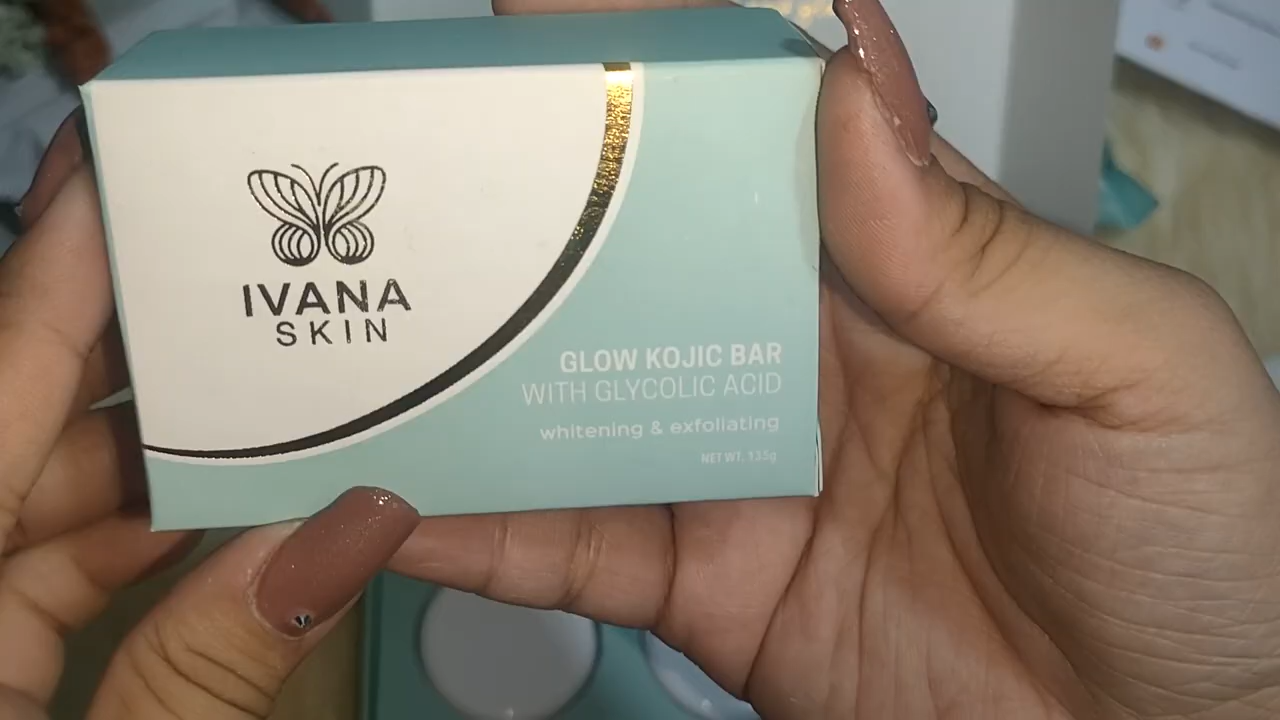 IVANA
SKIN
GLOW KOJIC BAR
WITH GLYCOLIC ACID
whitening & exfoliating
NET WT. 135g